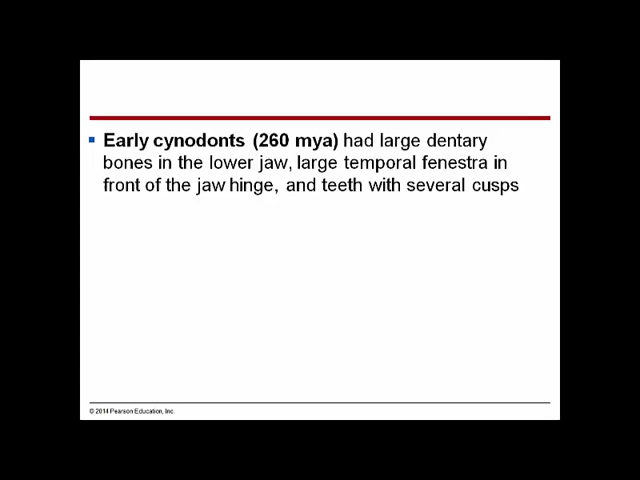 Early cynodonts (260 mya) had large dentary
bones in the lower jaw, large temporal fenestra in
front of the jaw hinge, and teeth with several cusps
© 2014 Pearson Education, Inc.